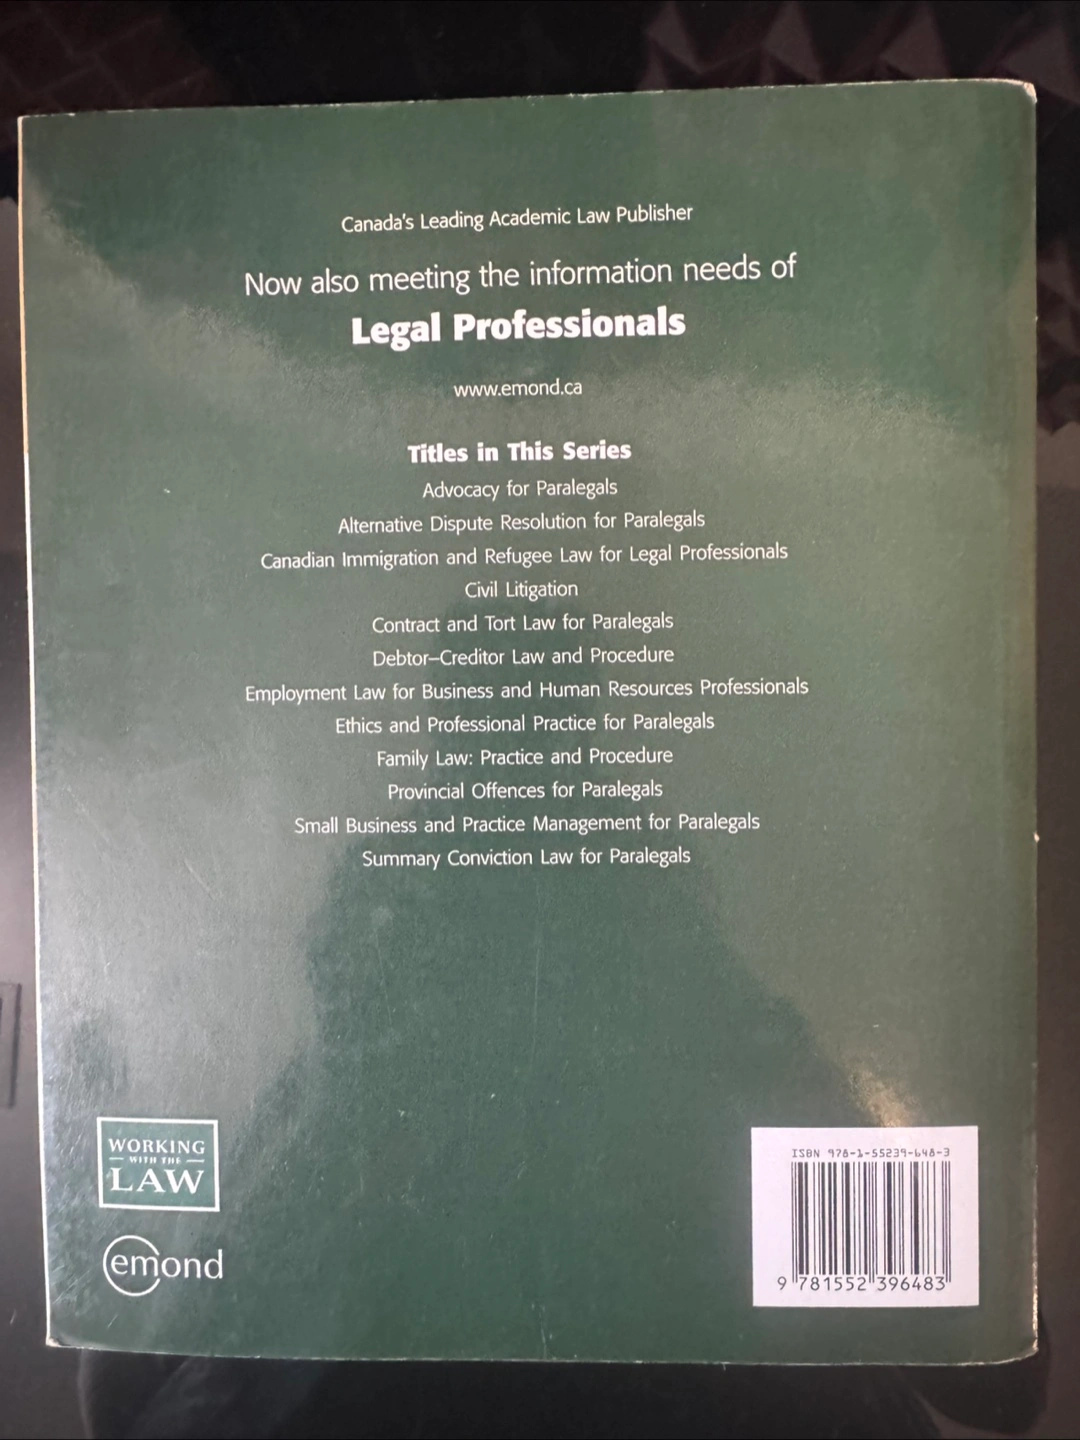 Canada's Leading Academic Law Publisher
Now also meeting the information needs of
Legal Professionals
www.emond.ca
Titles in This Series
Advocacy for Paralegals
Alternative Dispute Resolution for Paralegals
Canadian Immigration and Refugee Law for Legal Professionals
Civil Litigation
Contract and Tort Law for Paralegals
Debtor–Creditor Law and Procedure
Employment Law for Business and Human Resources Professionals
Ethics and Professional Practice for Paralegals
Family Law: Practice and Procedure
Provincial Offences for Paralegals
Small Business and Practice Management for Paralegals
Summary Conviction Law for Paralegals
WORKING
WITH THE
LAW
emond
ISBN 978-1-55239-648-3
9 781552 396483